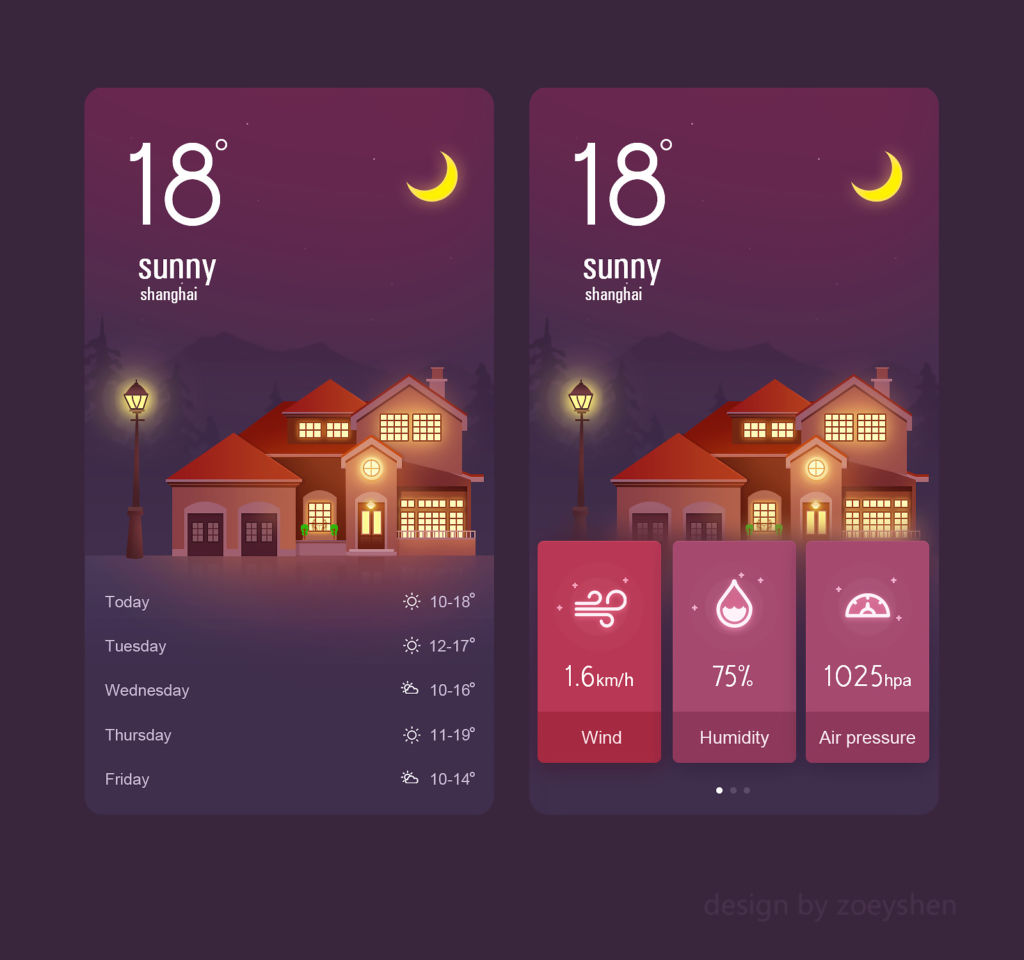 18°
sunny
shanghai
Today 10-18°
Tuesday 12-17°
Wednesday 10-16°
Thursday 11-19°
Friday 10-14°
18°
sunny
shanghai
1.6km/h 75% 1025hpa
Wind Humidity Air pressure
design by zoeyshen